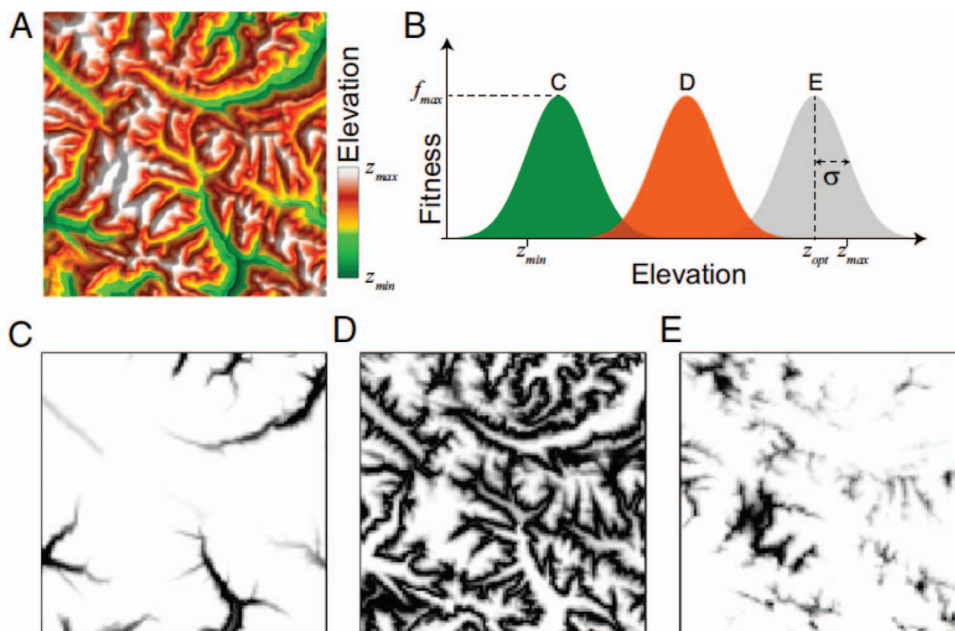 A
Elevation
z max
z min
B
Fitness
f max
C D E
σ
z min z opt z max
Elevation
C
D
E